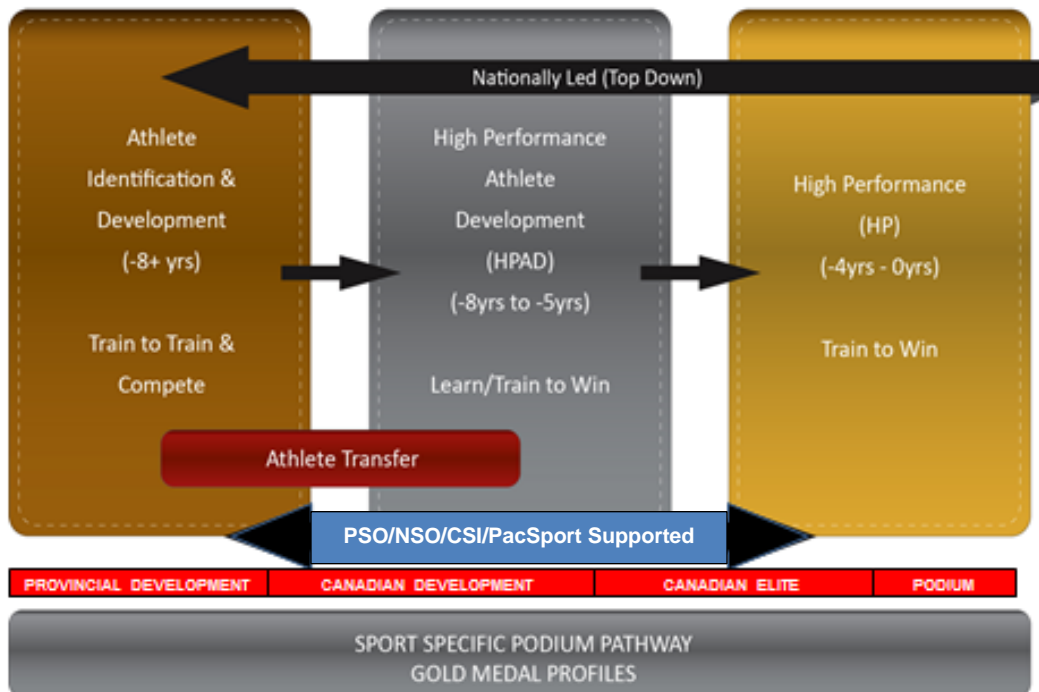 Nationally Led (Top Down)
Athlete
Identification &
Development
(-8+ yrs)
Train to Train &
Compete
High Performance
Athlete
Development
(HPAD)
(-8yrs to -5yrs)
Learn/Train to Win
High Performance
(HP)
(-4yrs - 0yrs)
Train to Win
Athlete Transfer
PSO/NSO/CSI/PacSport Supported
PROVINCIAL DEVELOPMENT
CANADIAN DEVELOPMENT
CANADIAN ELITE
PODIUM
SPORT SPECIFIC PODIUM PATHWAY
GOLD MEDAL PROFILES